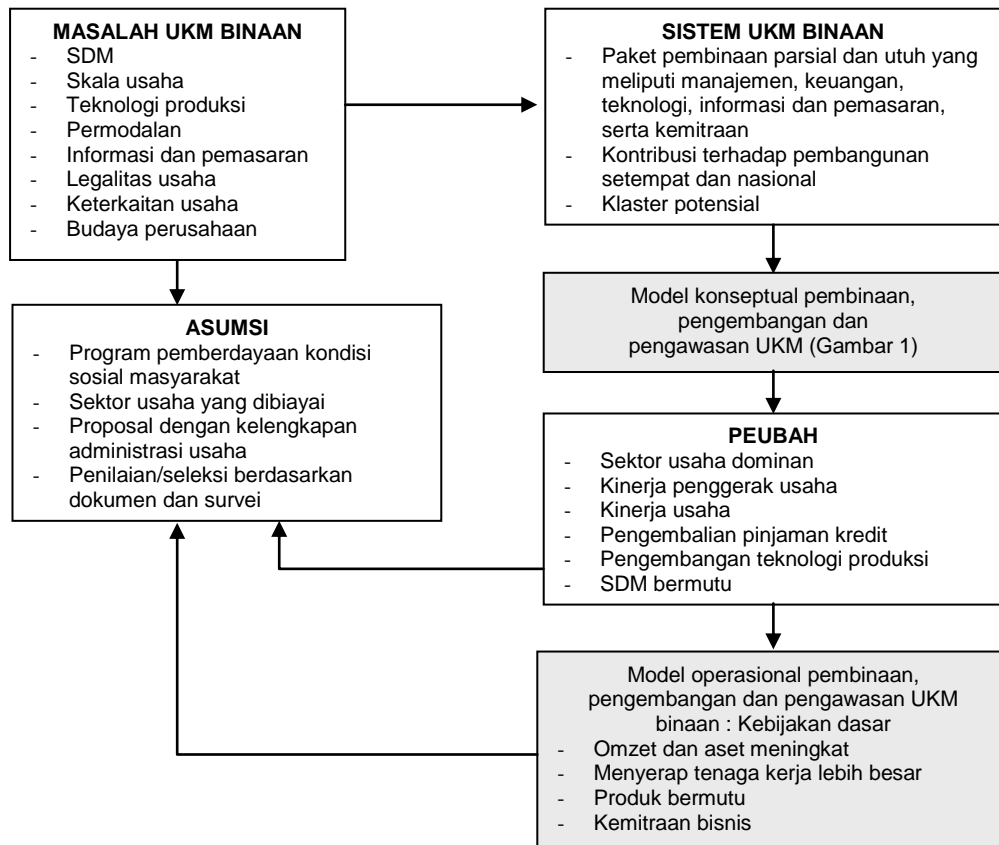 MASALAH UKM BINAAN
- SDM
- Skala usaha
- Teknologi produksi
- Permodalan
- Informasi dan pemasaran
- Legalitas usaha
- Keterkaitan usaha
- Budaya perusahaan
SISTEM UKM BINAAN
- Paket pembinaan parsial dan utuh yang
meliputi manajemen, keuangan,
teknologi, informasi dan pemasaran,
serta kemitraan
- Kontribusi terhadap pembangunan
setempat dan nasional
- Klaster potensial
Model konseptual pembinaan,
pengembangan dan
pengawasan UKM (Gambar 1)
ASUMSI
- Program pemberdayaan kondisi
sosial masyarakat
- Sektor usaha yang dibiayai
- Proposal dengan kelengkapan
administrasi usaha
- Penilaian/seleksi berdasarkan
dokumen dan survei
PEUBAH
- Sektor usaha dominan
- Kinerja penggerak usaha
- Kinerja usaha
- Pengembalian pinjaman kredit
- Pengembangan teknologi produksi
- SDM bermutu
Model operasional pembinaan,
pengembangan dan pengawasan UKM
binaan : Kebijakan dasar
- Omzet dan aset meningkat
- Menyerap tenaga kerja lebih besar
- Produk bermutu
- Kemitraan bisnis